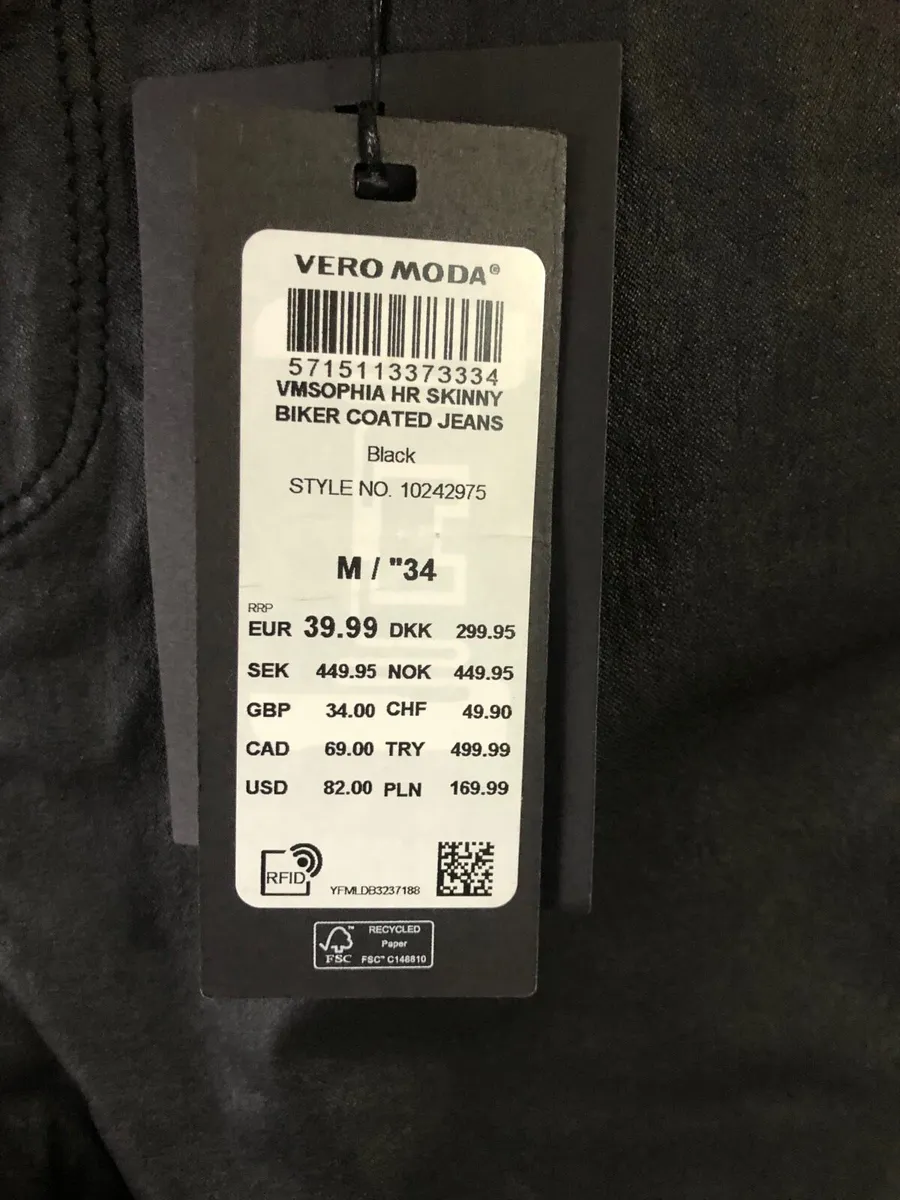 VERO MODA®
5715113373334
VMSOPHIA HR SKINNY
BIKER COATED JEANS
Black
STYLE NO. 10242975
M / "34
RRP
EUR 39.99 DKK 299.95
SEK 449.95 NOK 449.95
GBP 34.00 CHF 49.90
CAD 69.00 TRY 499.99
USD 82.00 PLN 169.99
RFID
YFMLDB3237188
RECYCLED
Paper
FSC™ C146810
FSC